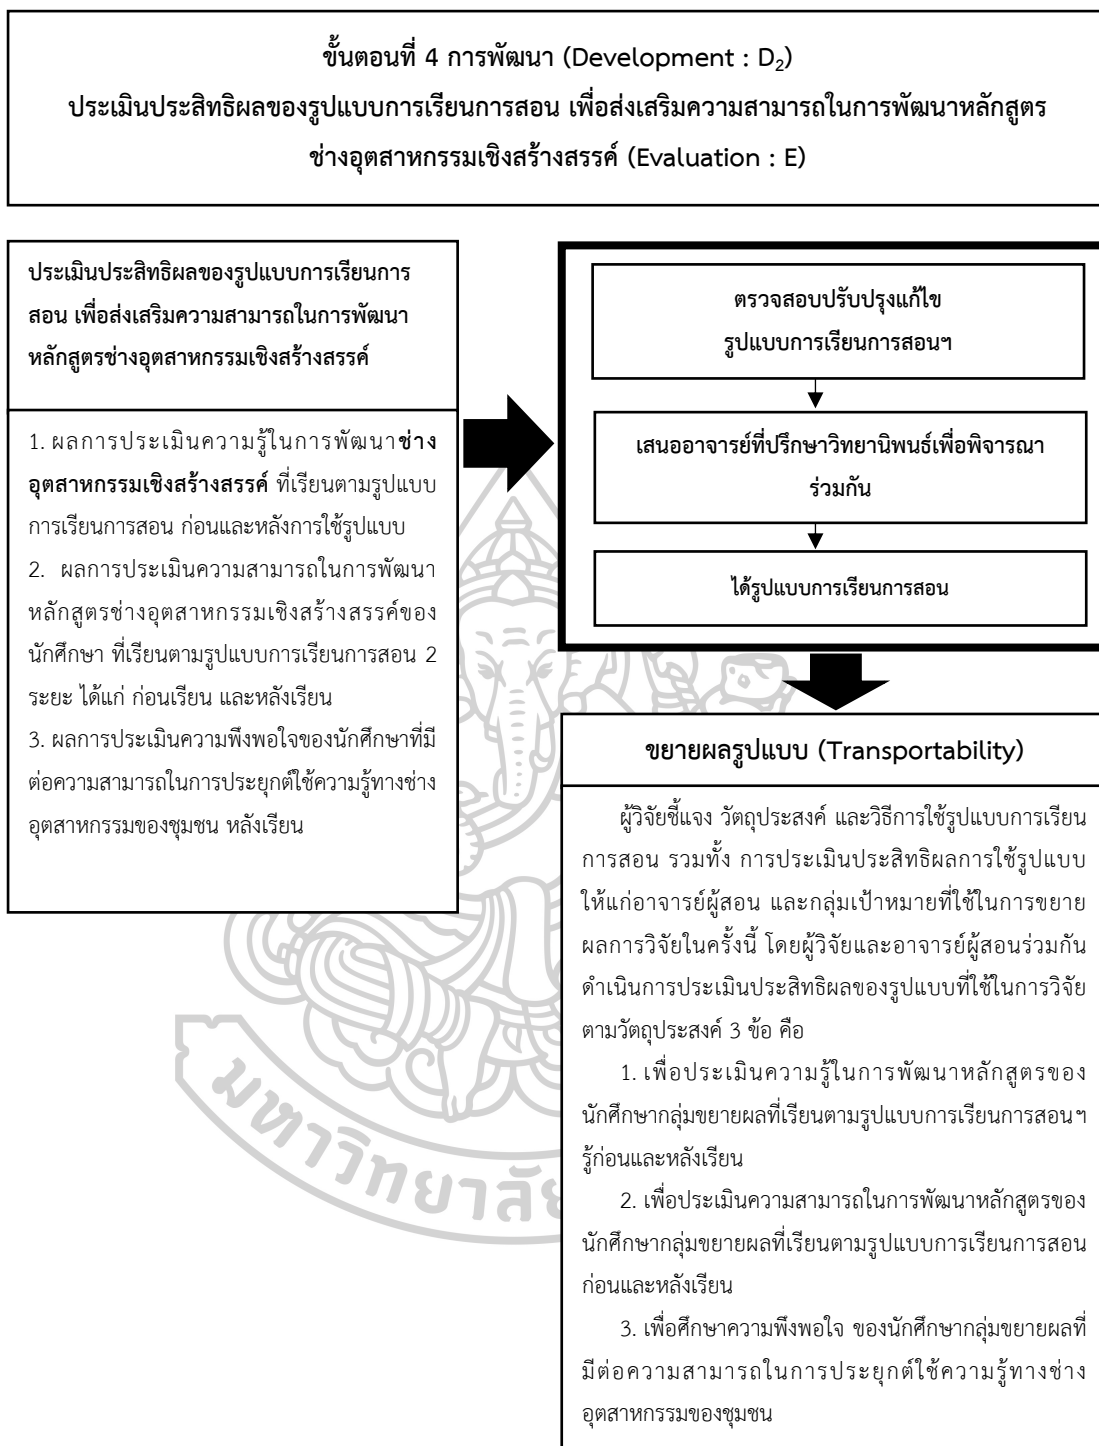 ขั้นตอนที่ 4 การพัฒนา (Development : D2)
ประเมินประสิทธิผลของรูปแบบการเรียนการสอน เพื่อส่งเสริมความสามารถในการพัฒนาหลักสูตร
ช่างอุตสาหกรรมเชิงสร้างสรรค์ (Evaluation : E)
ประเมินประสิทธิผลของรูปแบบการเรียนการ
สอน เพื่อส่งเสริมความสามารถในการพัฒนา
หลักสูตรช่างอุตสาหกรรมเชิงสร้างสรรค์
1. ผลการประเมินความรู้ในการพัฒนาช่าง
อุตสาหกรรมเชิงสร้างสรรค์ ที่เรียนตามรูปแบบ
การเรียนการสอน ก่อนและหลังการใช้รูปแบบ
2. ผลการประเมินความสามารถในการพัฒนา
หลักสูตรช่างอุตสาหกรรมเชิงสร้างสรรค์ของ
นักศึกษา ที่เรียนตามรูปแบบการเรียนการสอน 2
ระยะ ได้แก่ ก่อนเรียน และหลังเรียน
3. ผลการประเมินความพึงพอใจของนักศึกษาที่มี
ต่อความสามารถในการประยุกต์ใช้ความรู้ทางช่าง
อุตสาหกรรมของชุมชน หลังเรียน
ตรวจสอบปรับปรุงแก้ไข
รูปแบบการเรียนการสอนฯ
เสนออาจารย์ที่ปรึกษาวิทยานิพนธ์เพื่อพิจารณา
ร่วมกัน
ได้รูปแบบการเรียนการสอน
ขยายผลรูปแบบ (Transportability)
ผู้วิจัยชี้แจง วัตถุประสงค์ และวิธีการใช้รูปแบบการเรียน
การสอน รวมทั้ง การประเมินประสิทธิผลการใช้รูปแบบ
ให้แก่อาจารย์ผู้สอน และกลุ่มเป้าหมายที่ใช้ในการขยาย
ผลการวิจัยในครั้งนี้ โดยผู้วิจัยและอาจารย์ผู้สอนร่วมกัน
ดำเนินการประเมินประสิทธิผลของรูปแบบที่ใช้ในการวิจัย
ตามวัตถุประสงค์ 3 ข้อ คือ
1. เพื่อประเมินความรู้ในการพัฒนาหลักสูตรของ
นักศึกษากลุ่มขยายผลที่เรียนตามรูปแบบการเรียนการสอนฯ
รู้ก่อนและหลังเรียน
2. เพื่อประเมินความสามารถในการพัฒนาหลักสูตรของ
นักศึกษากลุ่มขยายผลที่เรียนตามรูปแบบการเรียนการสอน
ก่อนและหลังเรียน
3. เพื่อศึกษาความพึงพอใจ ของนักศึกษากลุ่มขยายผลที่
มีต่อความสามารถในการประยุกต์ใช้ความรู้ทางช่าง
อุตสาหกรรมของชุมชน
มหาวิทยาลัย